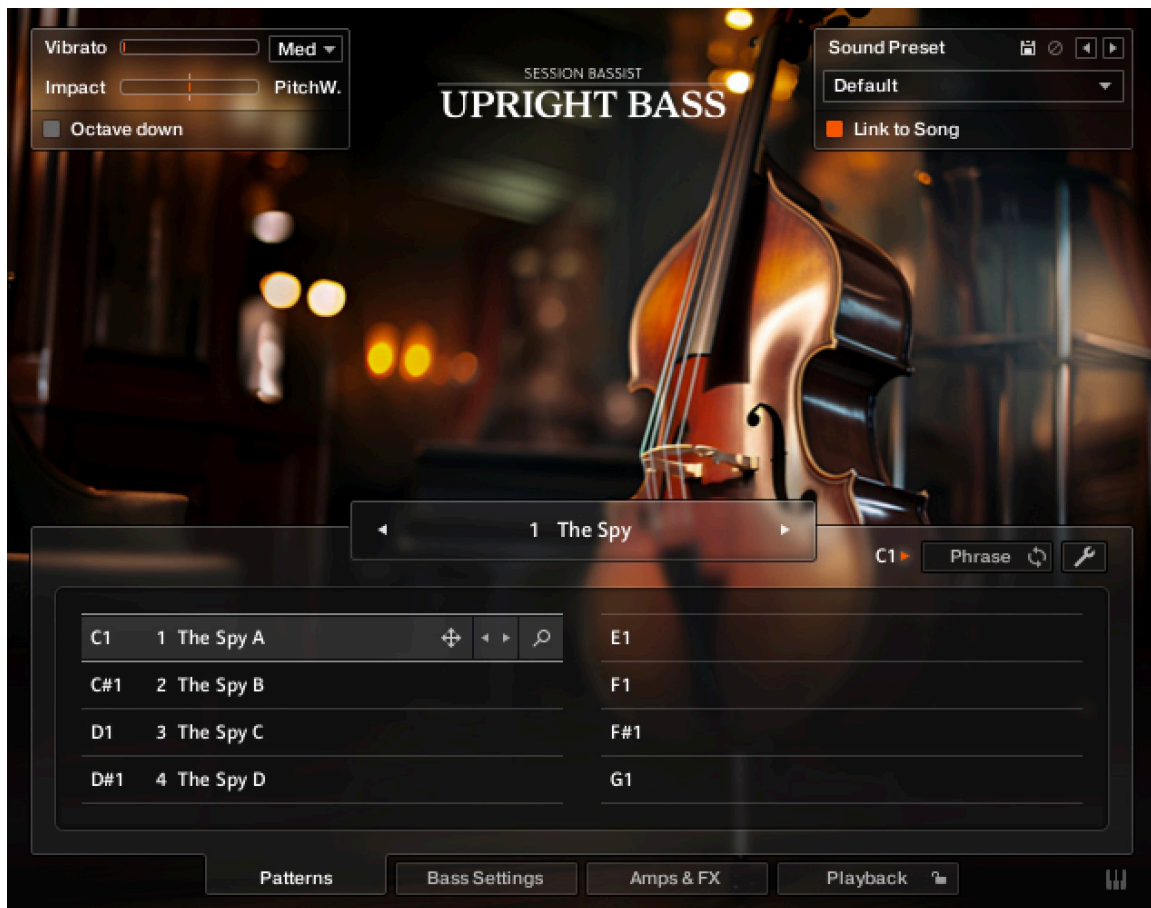 Vibrato Med
Impact PitchW.
Octave down
SESSION BASSIST
UPRIGHT BASS
Sound Preset
Default
Link to Song
1 The Spy
C1 Phrase
C1 1 The Spy A
C#1 2 The Spy B
D1 3 The Spy C
D#1 4 The Spy D
E1
F1
F#1
G1
Patterns Bass Settings Amps & FX Playback